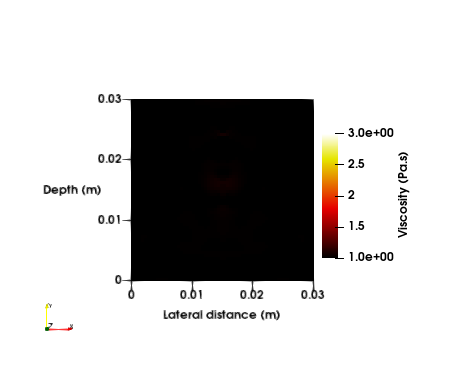 0.03
0.02
0.01
0
Depth (m)
0
0.01
0.02
0.03
Lateral distance (m)
3.0e+00
2.5
2
1.5
1.0e+00
Viscosity (Pa.s)
Y
Z
X